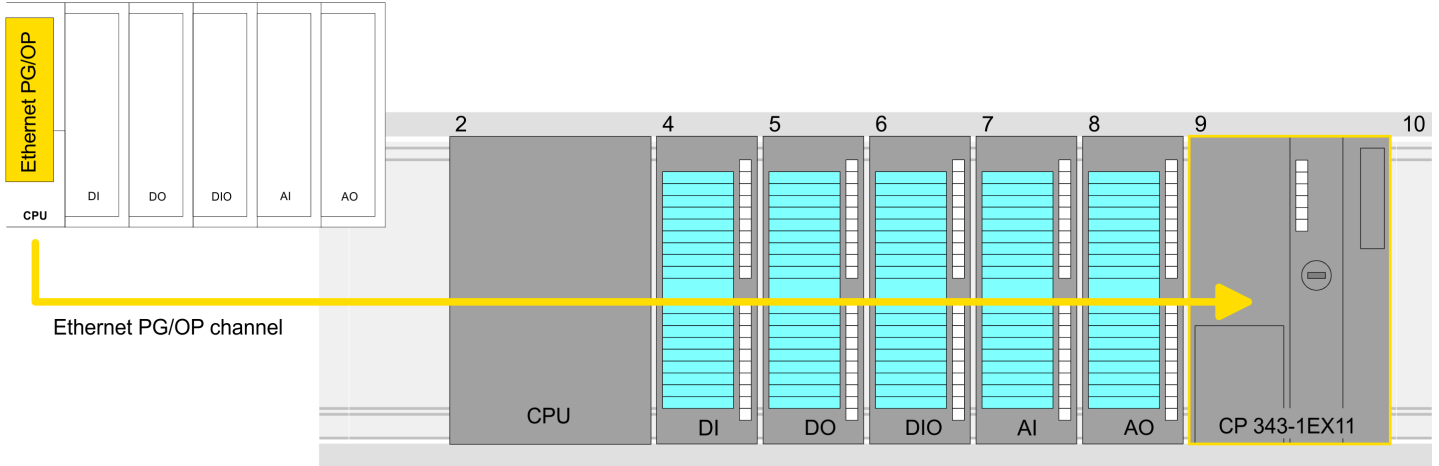 Ethernet PG/OP
CPU
DI
DO
DIO
AI
AO
Ethernet PG/OP channel
2
4
5
6
7
8
9
10
CPU
DI
DO
DIO
AI
AO
CP 343-1EX11